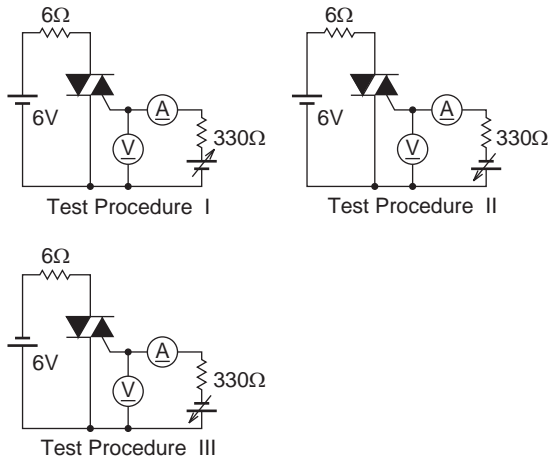 6Ω
6V
A
V
330Ω
Test Procedure I
6Ω
6V
A
V
330Ω
Test Procedure II
6Ω
6V
A
V
330Ω
Test Procedure III